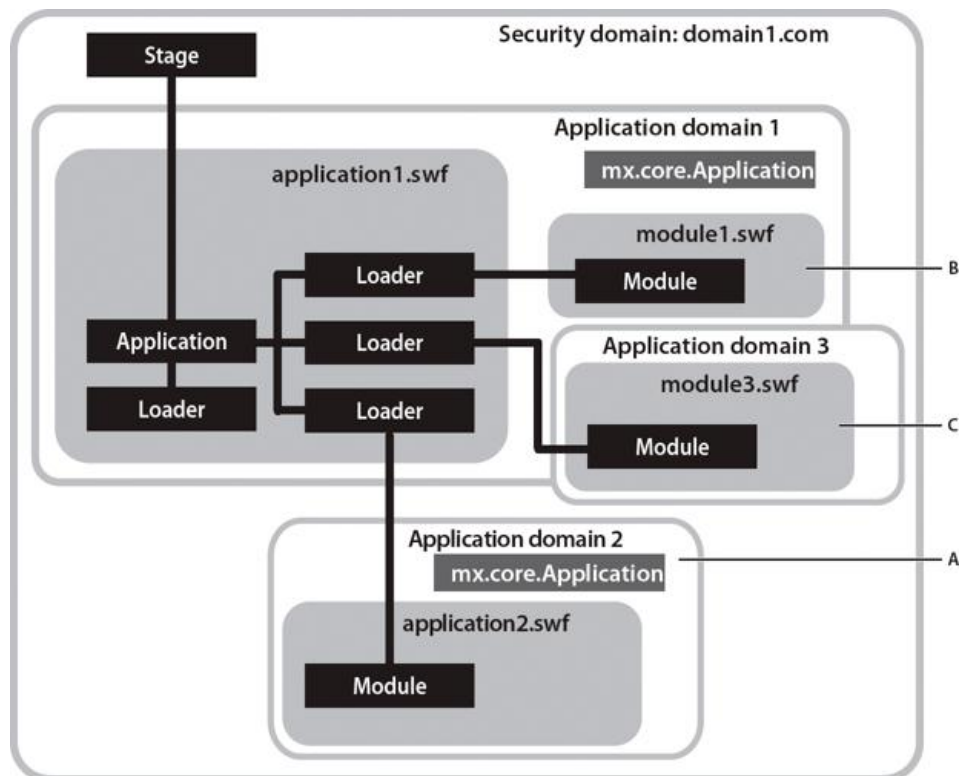 Security domain: domain1.com
Stage
Application domain 1
mx.core.Application
application1.swf
module1.swf
Loader
Module
B
Application
Loader
Application domain 3
module3.swf
Loader
Loader
Module
C
Application domain 2
mx.core.Application
A
application2.swf
Module